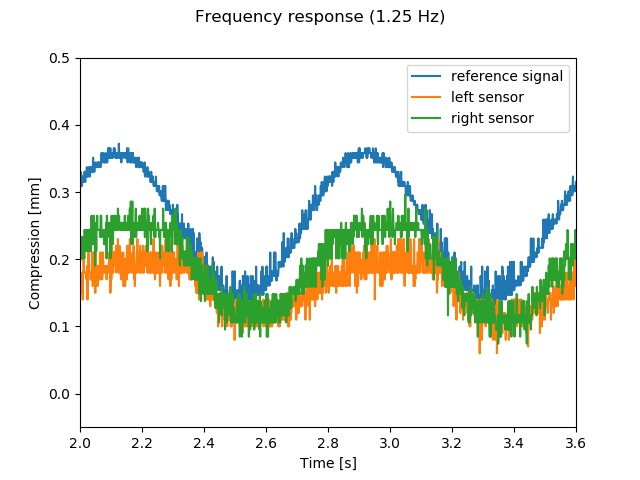 Frequency response (1.25 Hz)
reference signal
left sensor
right sensor
Compression [mm]
0.5
0.4
0.3
0.2
0.1
0.0
2.0 2.2 2.4 2.6 2.8 3.0 3.2 3.4 3.6
Time [s]